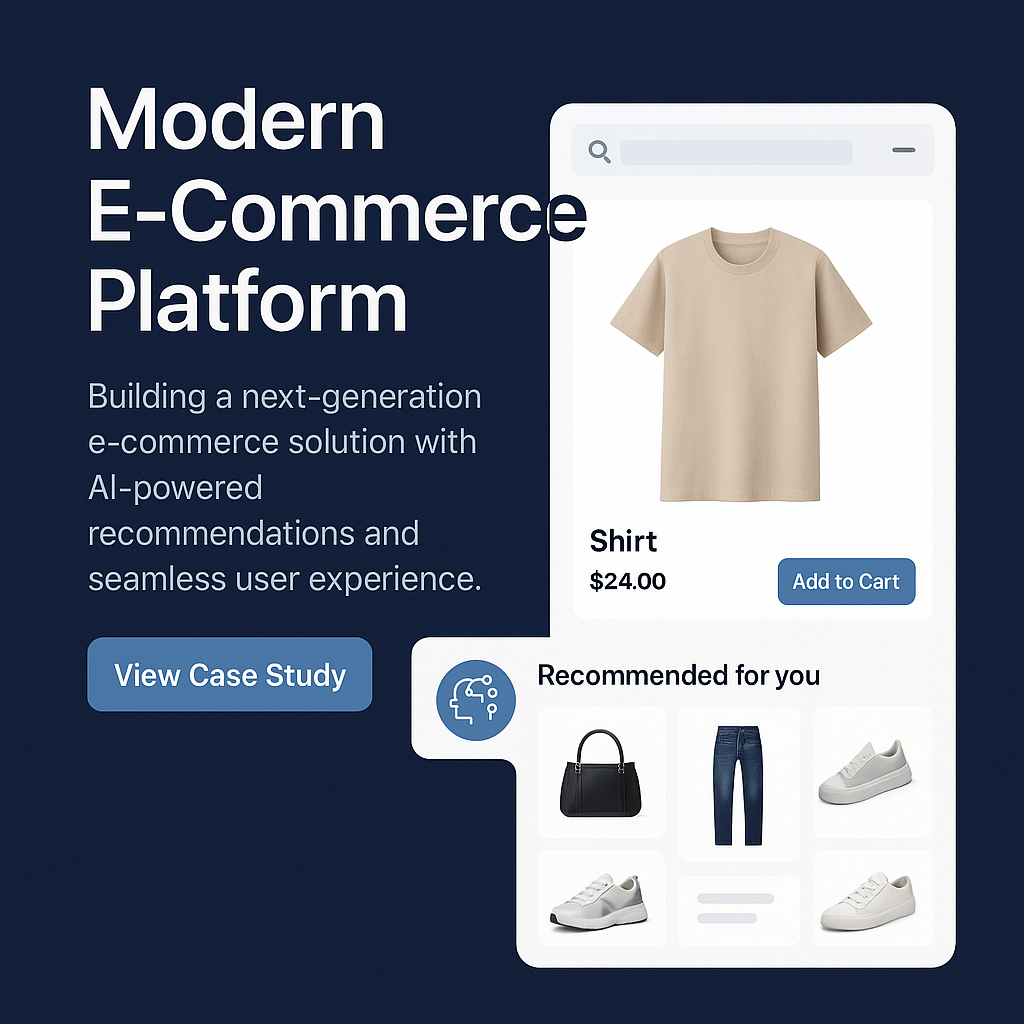 Modern
E-Commerce
Platform
Building a next-generation
e-commerce solution with
AI-powered
recommendations and
seamless user experience.
View Case Study
Shirt
$24.00
Add to Cart
Recommended for you